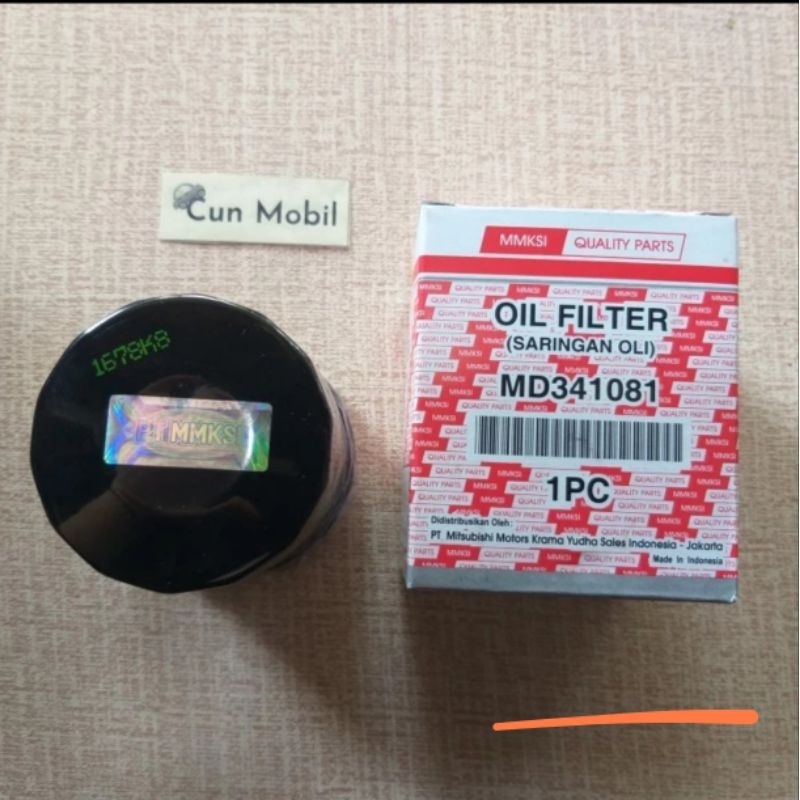 Cun Mobil
1678K8
PT MMKSI
MMKSI QUALITY PARTS
OIL FILTER
(SARINGAN OLI)
MD341081
1PC
Didistribusikan Oleh:
PT Mitsubishi Motors Krama Yudha Sales Indonesia - Jakarta
Made In Indonesia